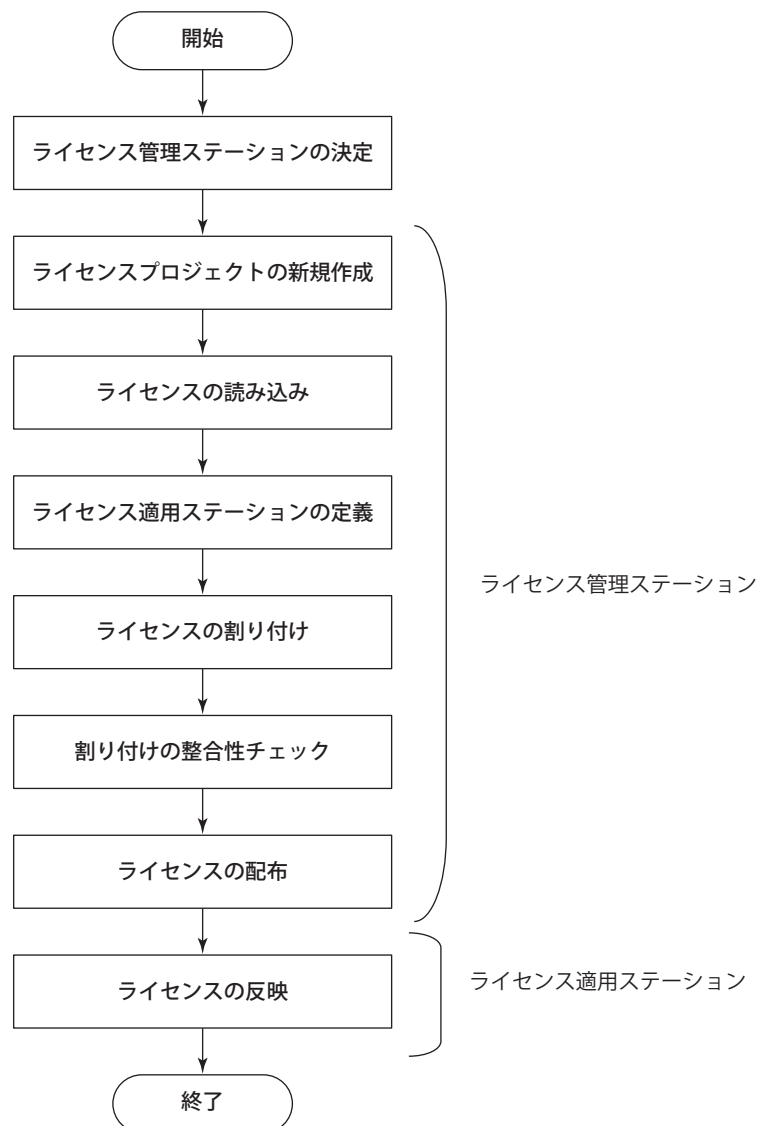 開始
ライセンス管理ステーションの決定
ライセンスプロジェクトの新規作成
ライセンスの読み込み
ライセンス適用ステーションの定義
ライセンス管理ステーション
ライセンスの割り付け
割り付けの整合性チェック
ライセンスの配布
ライセンスの反映
ライセンス適用ステーション
終了